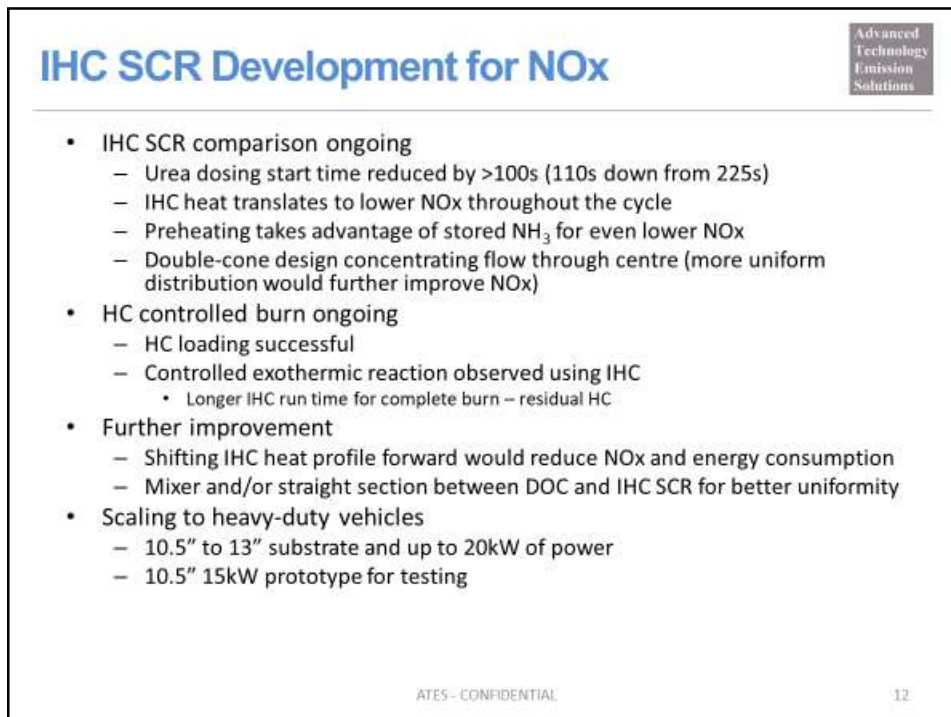 IHC SCR Development for NOx
Advanced
Technology
Emission
Solutions
• IHC SCR comparison ongoing
– Urea dosing start time reduced by >100s (110s down from 225s)
– IHC heat translates to lower NOx throughout the cycle
– Preheating takes advantage of stored NH₃ for even lower NOx
– Double-cone design concentrating flow through centre (more uniform
distribution would further improve NOx)
• HC controlled burn ongoing
– HC loading successful
– Controlled exothermic reaction observed using IHC
• Longer IHC run time for complete burn – residual HC
• Further improvement
– Shifting IHC heat profile forward would reduce NOx and energy consumption
– Mixer and/or straight section between DOC and IHC SCR for better uniformity
• Scaling to heavy-duty vehicles
– 10.5” to 13” substrate and up to 20kW of power
– 10.5” 15kW prototype for testing
ATES - CONFIDENTIAL
12